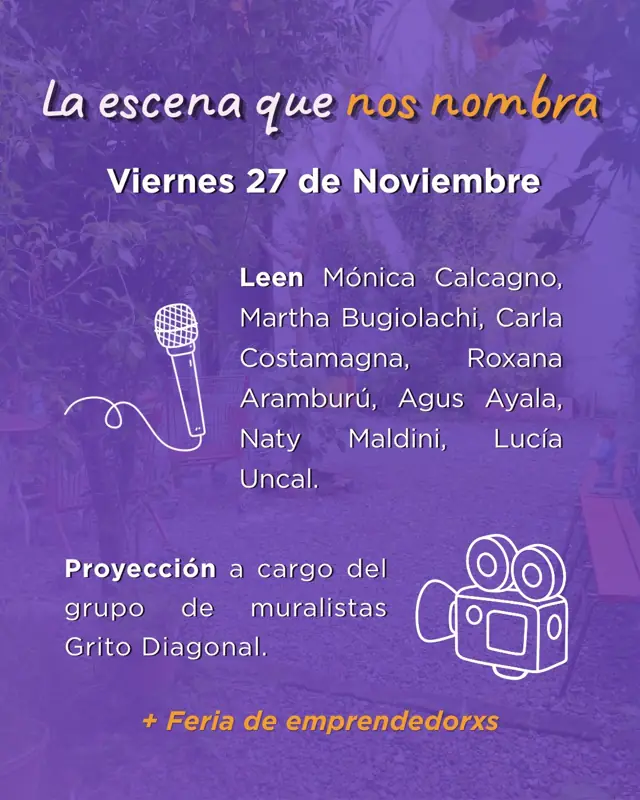 La escena que nos nombra
Viernes 27 de Noviembre
Leen Mónica Calcagno,
Martha Bugiolachi, Carla
Costamagna, Roxana
Aramburú, Agus Ayala,
Naty Maldini, Lucía
Uncal.
Proyección a cargo del
grupo de muralistas
Grito Diagonal.
+ Feria de emprendedorxs